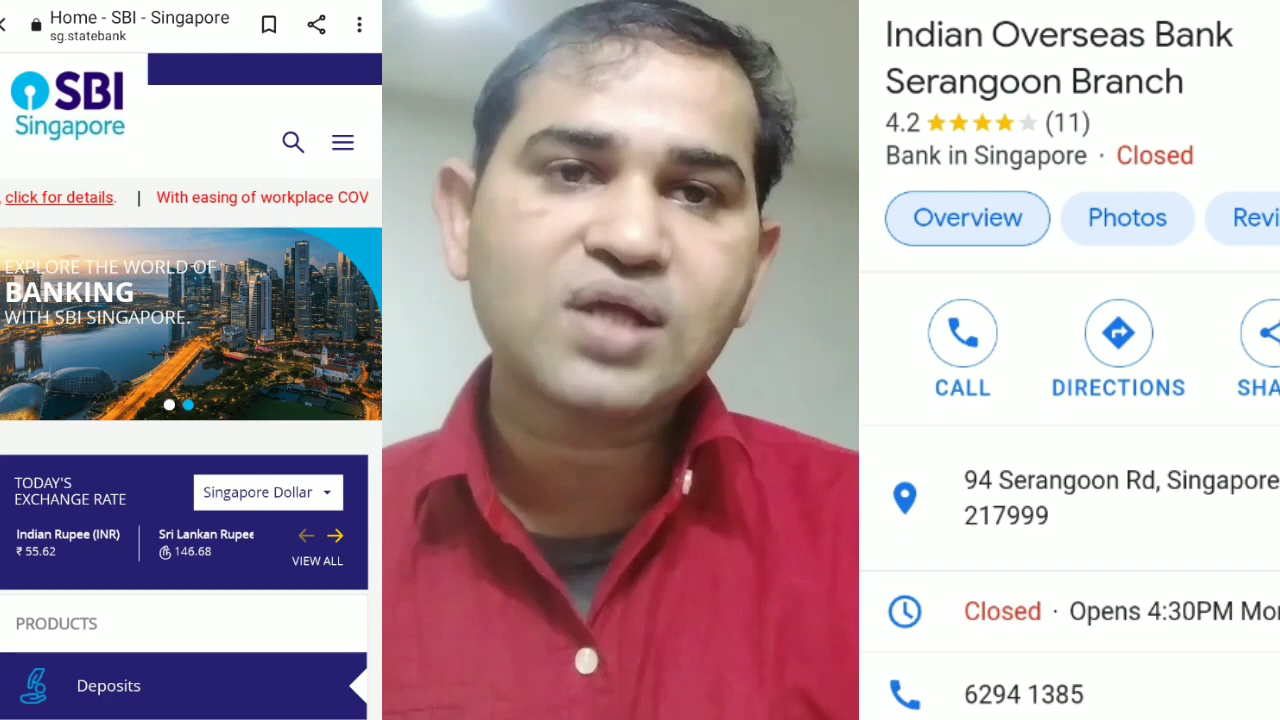 Home - SBI - Singapore
sg.statebank
SBI
Singapore
click for details. | With easing of workplace COV
EXPLORE THE WORLD OF
BANKING
WITH SBI SINGAPORE.
TODAY'S
EXCHANGE RATE
Singapore Dollar
Indian Rupee (INR)
₹ 55.62
Sri Lankan Rupee
146.68
VIEW ALL
PRODUCTS
Deposits
Indian Overseas Bank
Serangoon Branch
4.2 (11)
Bank in Singapore · Closed
Overview Photos Revi
CALL DIRECTIONS SHA
94 Serangoon Rd, Singapore
217999
Closed · Opens 4:30PM Mo
6294 1385